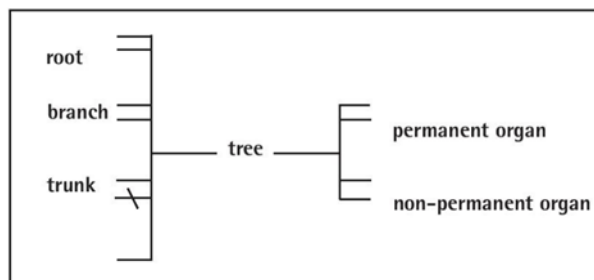 root
branch
trunk
tree
permanent organ
non-permanent organ